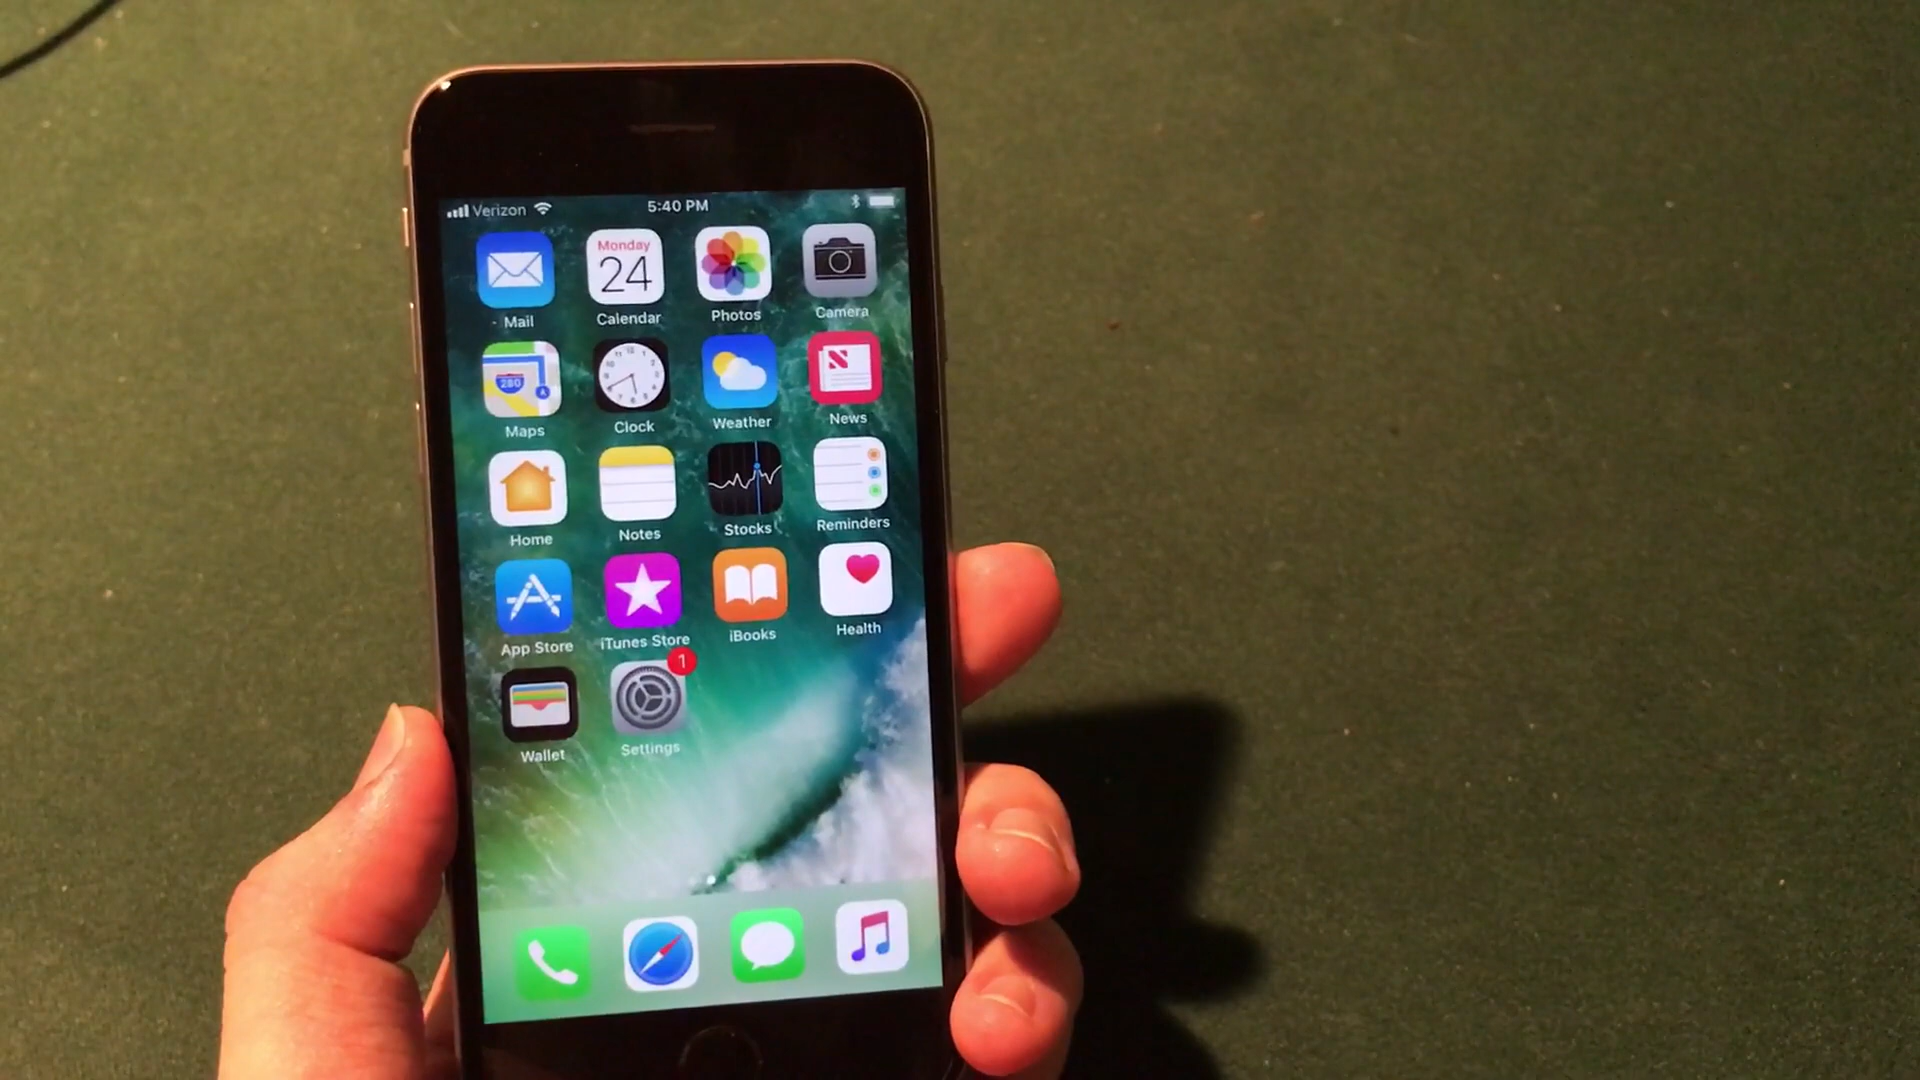 Verizon 5:40 PM
Monday
24
Mail Calendar Photos Camera
280
Maps Clock Weather News
Home Notes Stocks Reminders
App Store iTunes Store iBooks Health
1
Wallet Settings